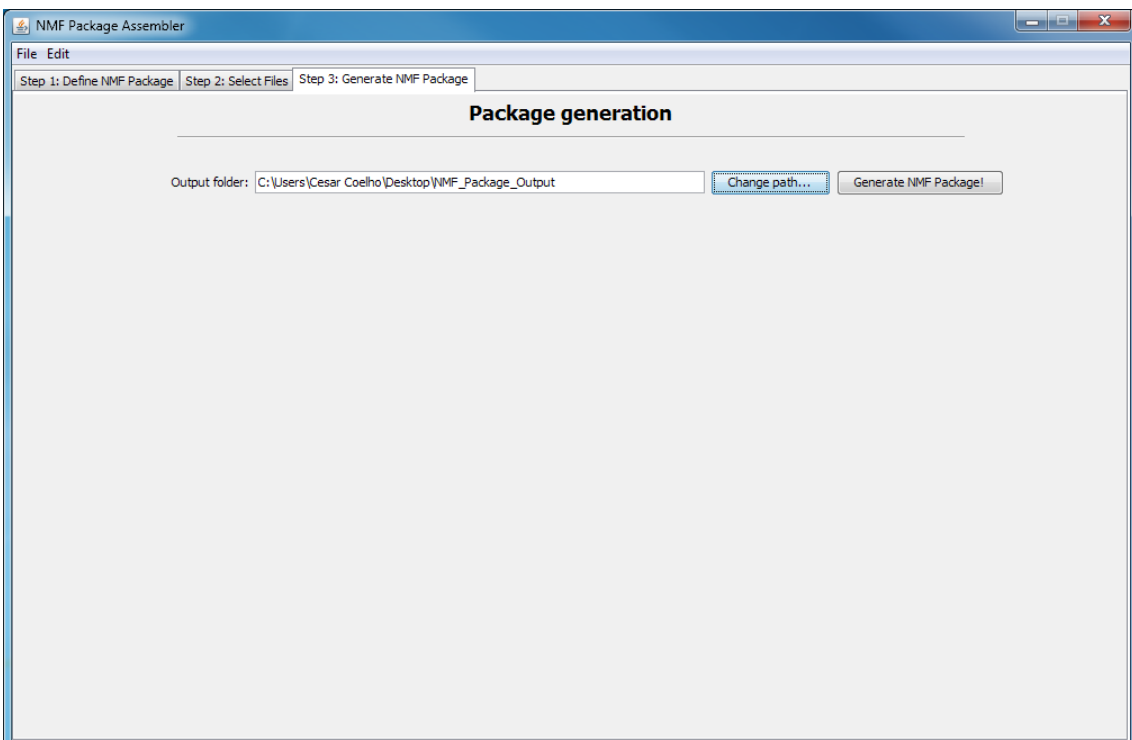 NMF Package Assembler
File Edit
Step 1: Define NMF Package Step 2: Select Files Step 3: Generate NMF Package
Package generation
Output folder: C:\Users\Cesar Coelho\Desktop\NMF_Package_Output Change path... Generate NMF Package!